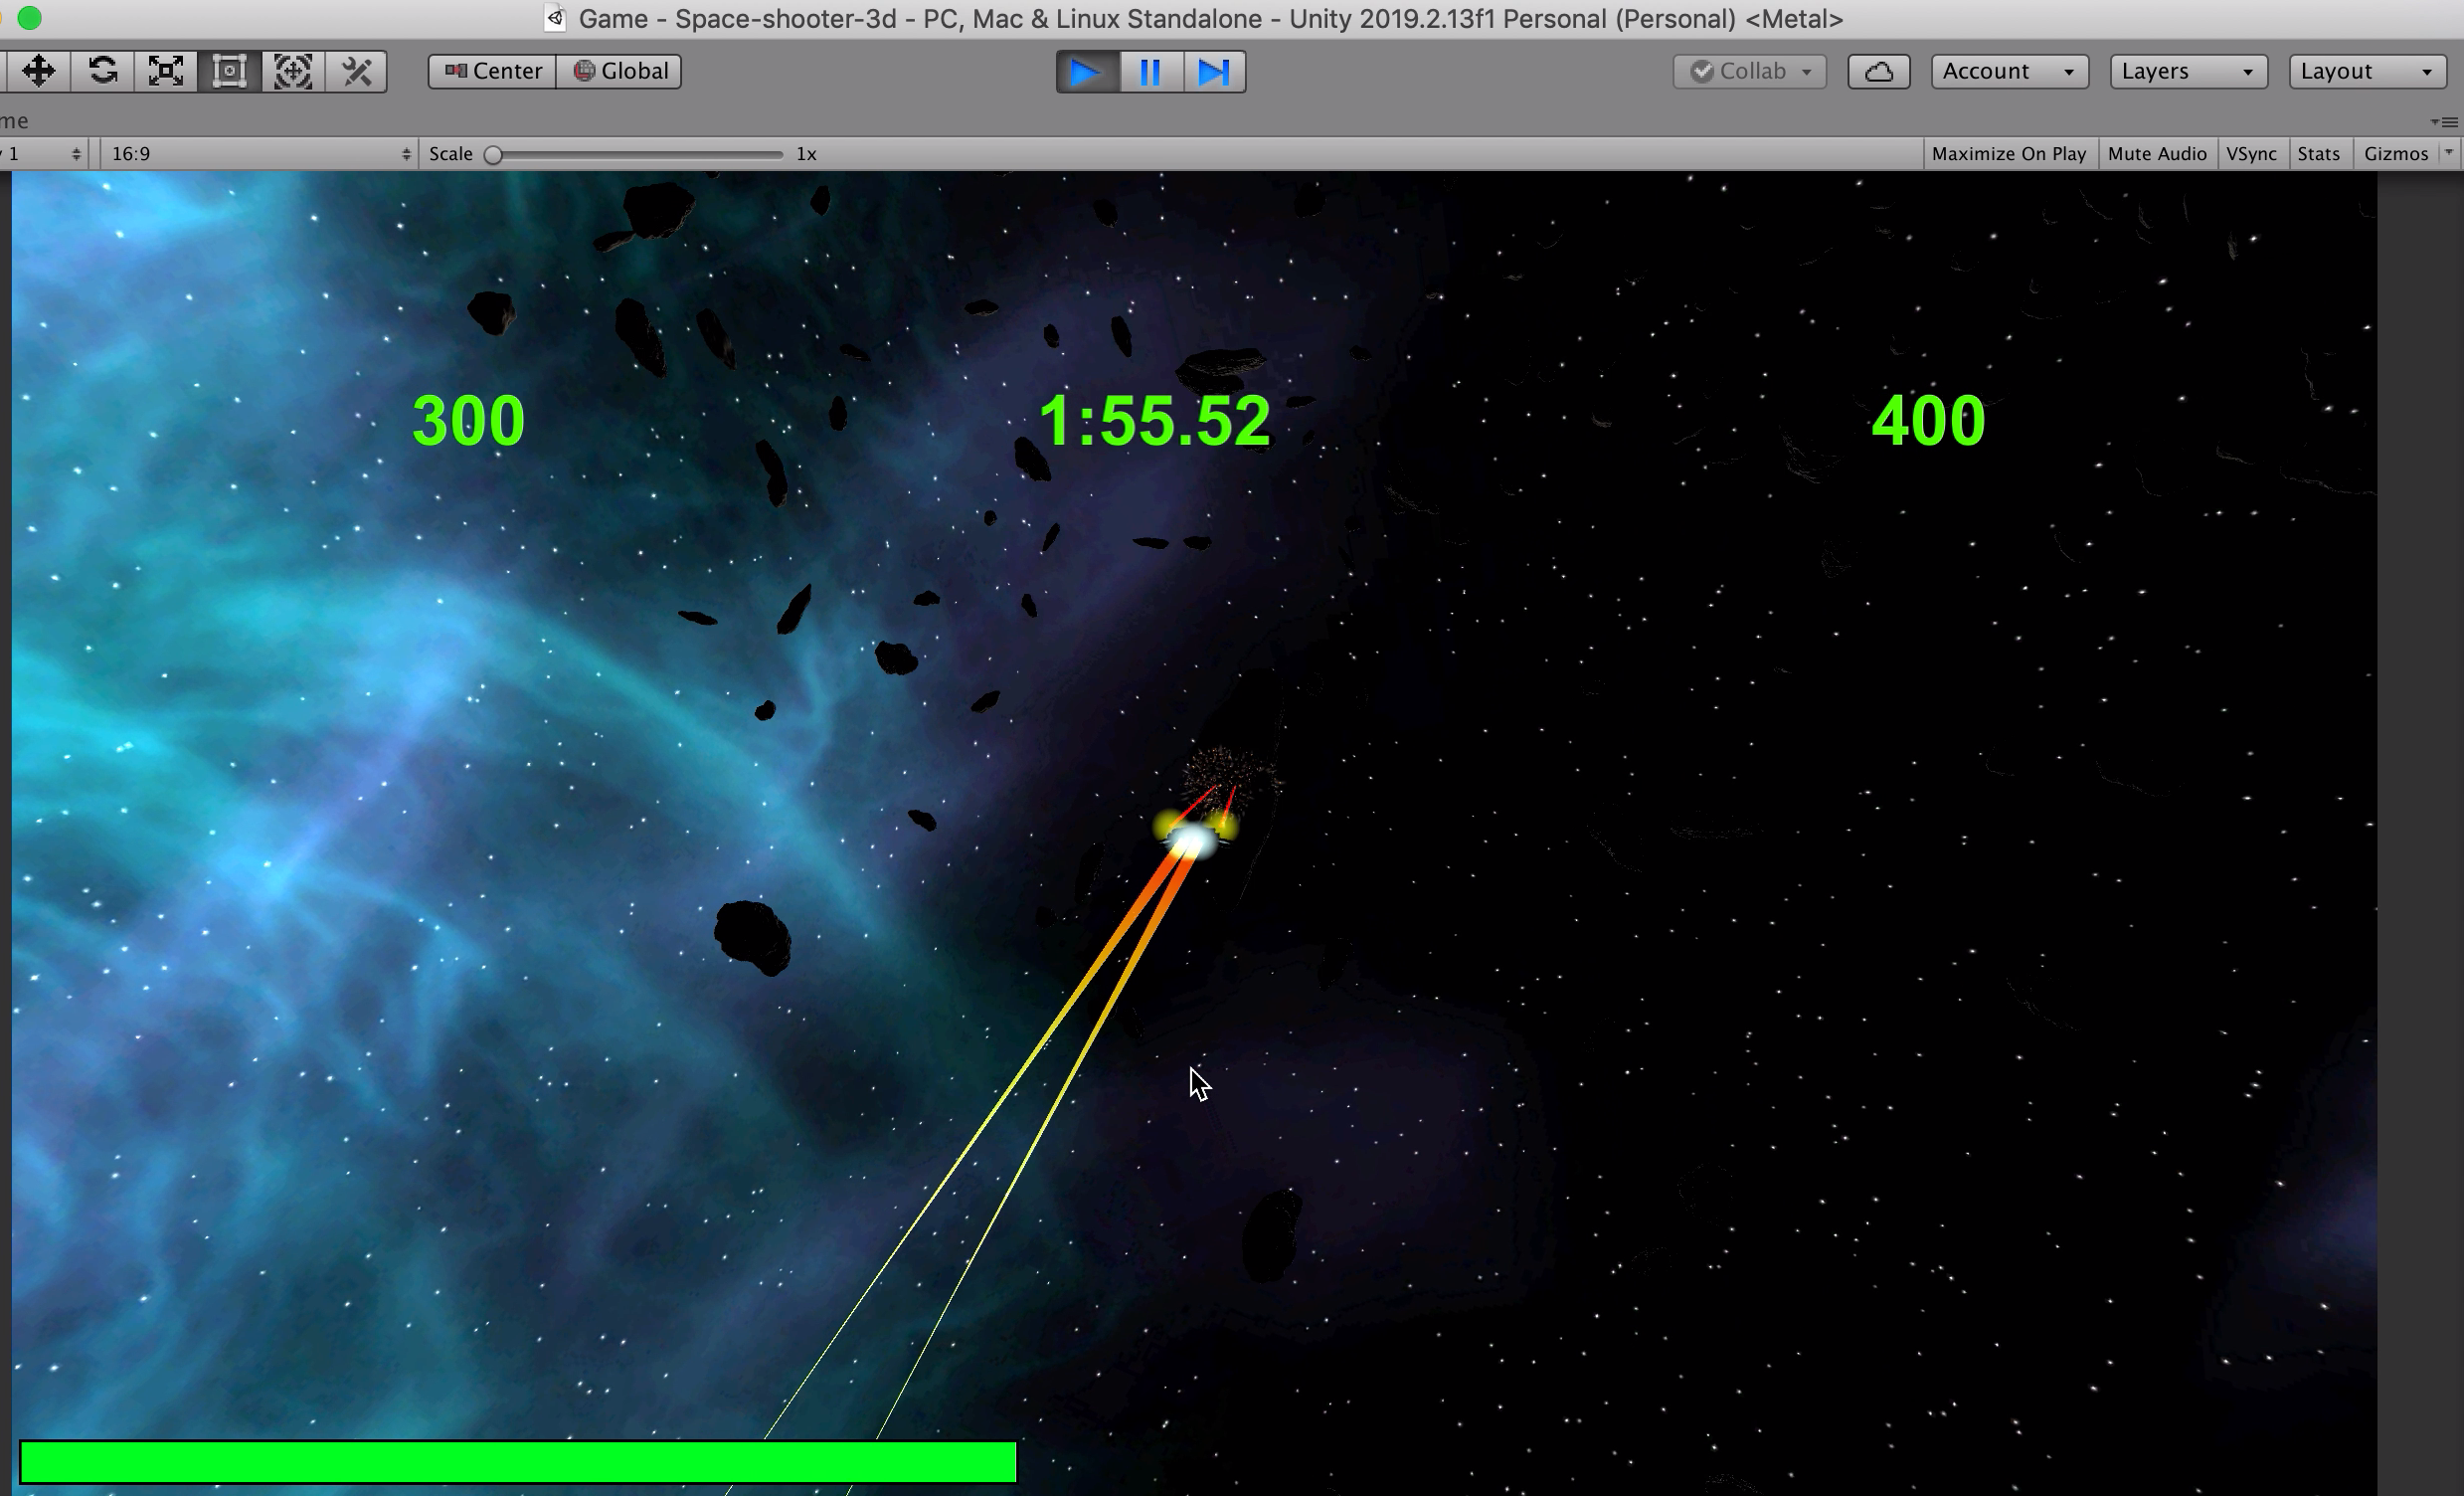 Game - Space-shooter-3d - PC, Mac & Linux Standalone - Unity 2019.2.13f1 Personal (Personal) <Metal>
Center Global Collab Account Layers Layout
me
1 16:9 Scale 1x Maximize On Play Mute Audio VSync Stats Gizmos
300 1:55.52 400